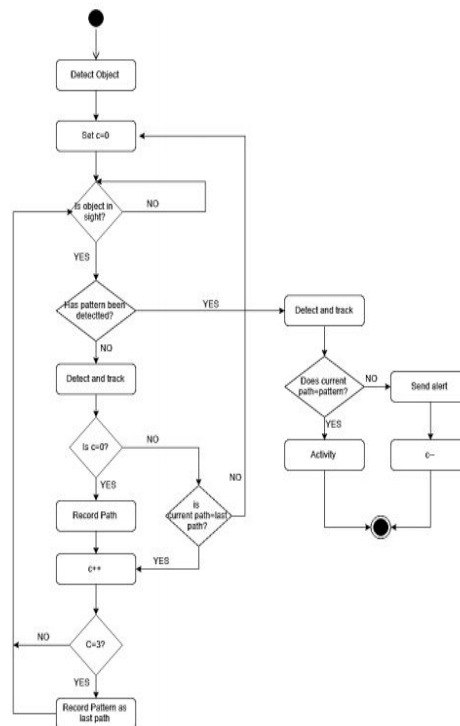 Detect Object
Set c=0
Is object in
sight?
NO
YES
Has pattern been
detectted?
YES
NO
Detect and track
Does current
path=pattern?
NO
Send alert
YES
Activity
c--
Detect and track
Is c=0?
NO
YES
Record Path
is
current path=last
path?
NO
YES
c++
C=3?
NO
YES
Record Pattern as
last path